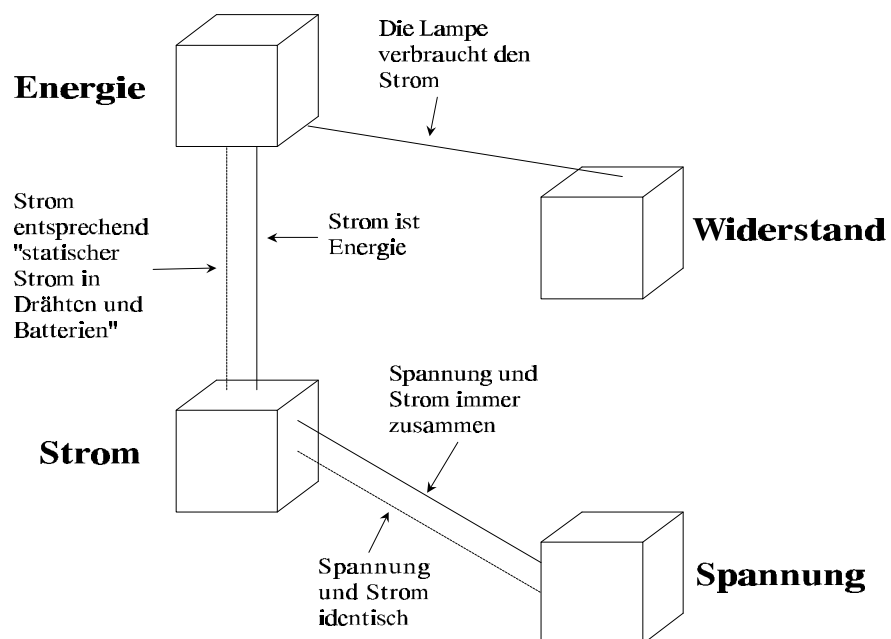 Die Lampe
verbraucht den
Strom
Energie
Strom
entsprechend
"statischer
Strom in
Drähten und
Batterien"
Strom ist
Energie
Widerstand
Spannung und
Strom immer
zusammen
Strom
Spannung
und Strom
identisch
Spannung